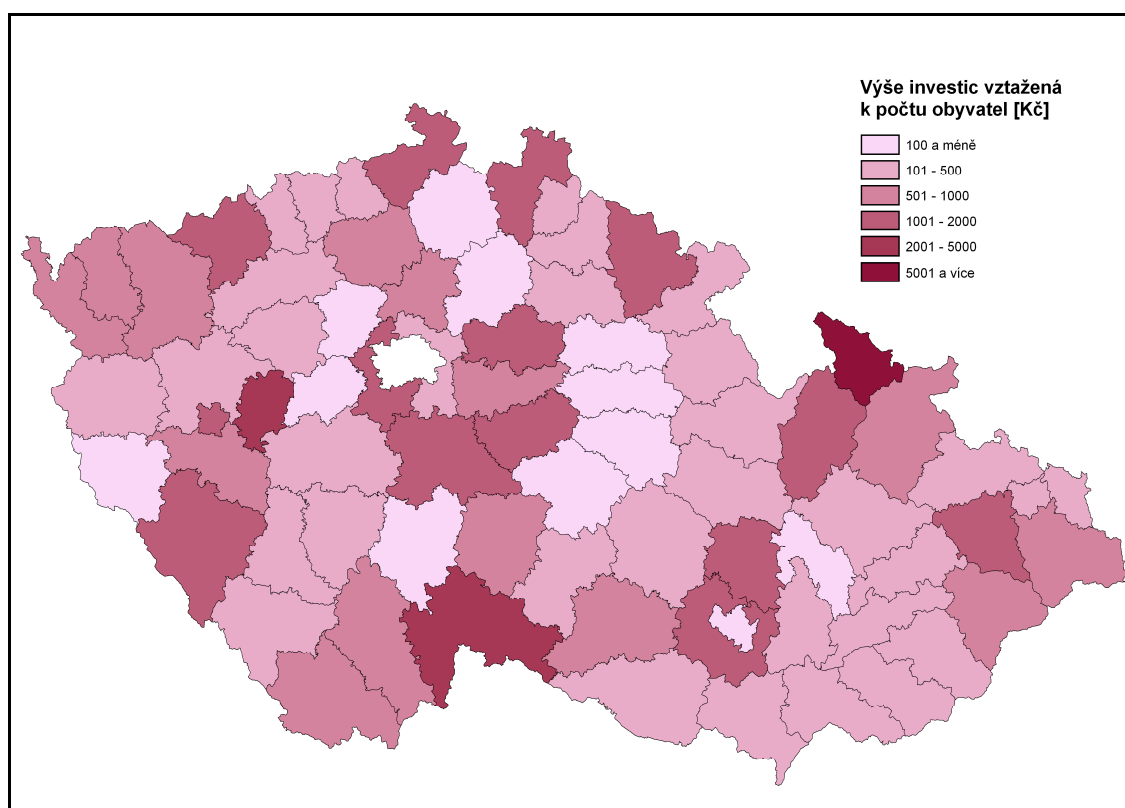 Výše investic vztažená
k počtu obyvatel [Kč]
100 a méně
101 - 500
501 - 1000
1001 - 2000
2001 - 5000
5001 a více